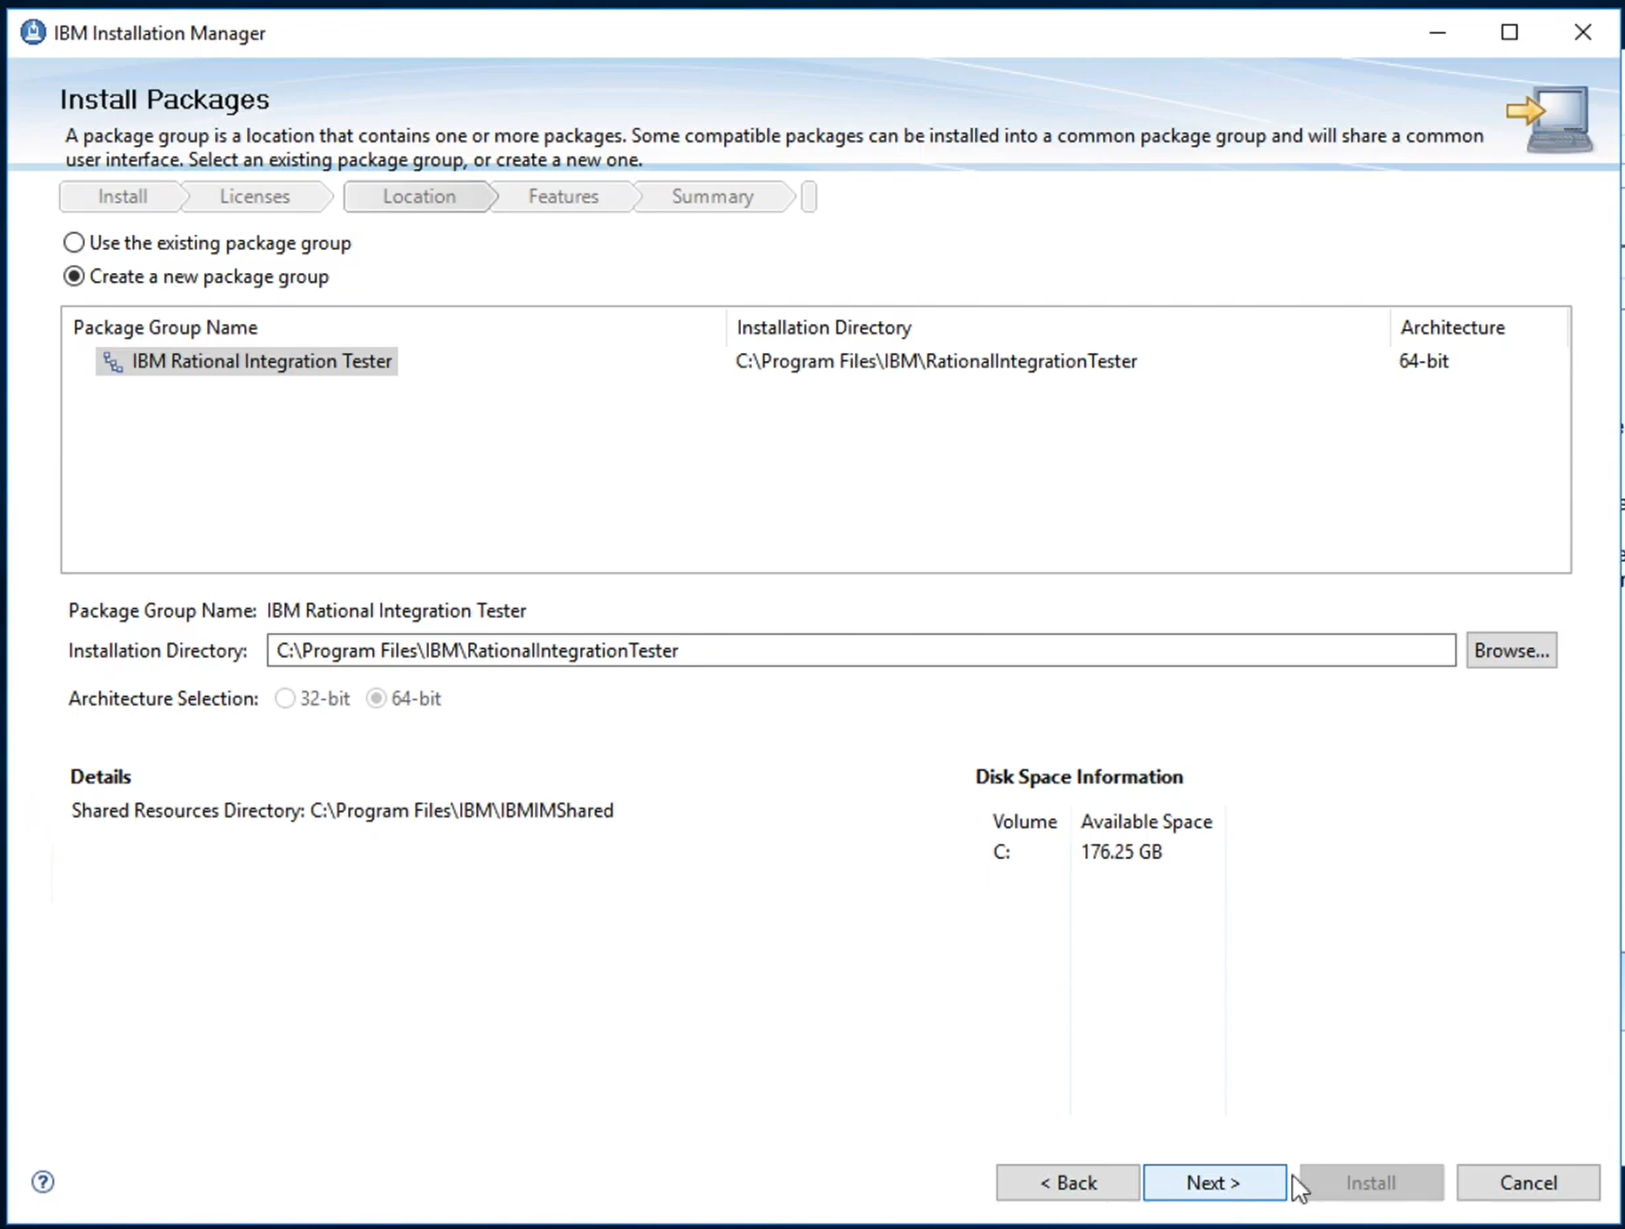 IBM Installation Manager
Install Packages
A package group is a location that contains one or more packages. Some compatible packages can be installed into a common package group and will share a common
user interface. Select an existing package group, or create a new one.
Install Licenses Location Features Summary
Use the existing package group
Create a new package group
Package Group Name Installation Directory Architecture
IBM Rational Integration Tester C:\Program Files\IBM\RationalIntegrationTester 64-bit
Package Group Name: IBM Rational Integration Tester
Installation Directory: C:\Program Files\IBM\RationalIntegrationTester Browse...
Architecture Selection: 32-bit 64-bit
Details Disk Space Information
Shared Resources Directory: C:\Program Files\IBM\IBMIMShared
Volume Available Space
C: 176.25 GB
? < Back Next > Install Cancel